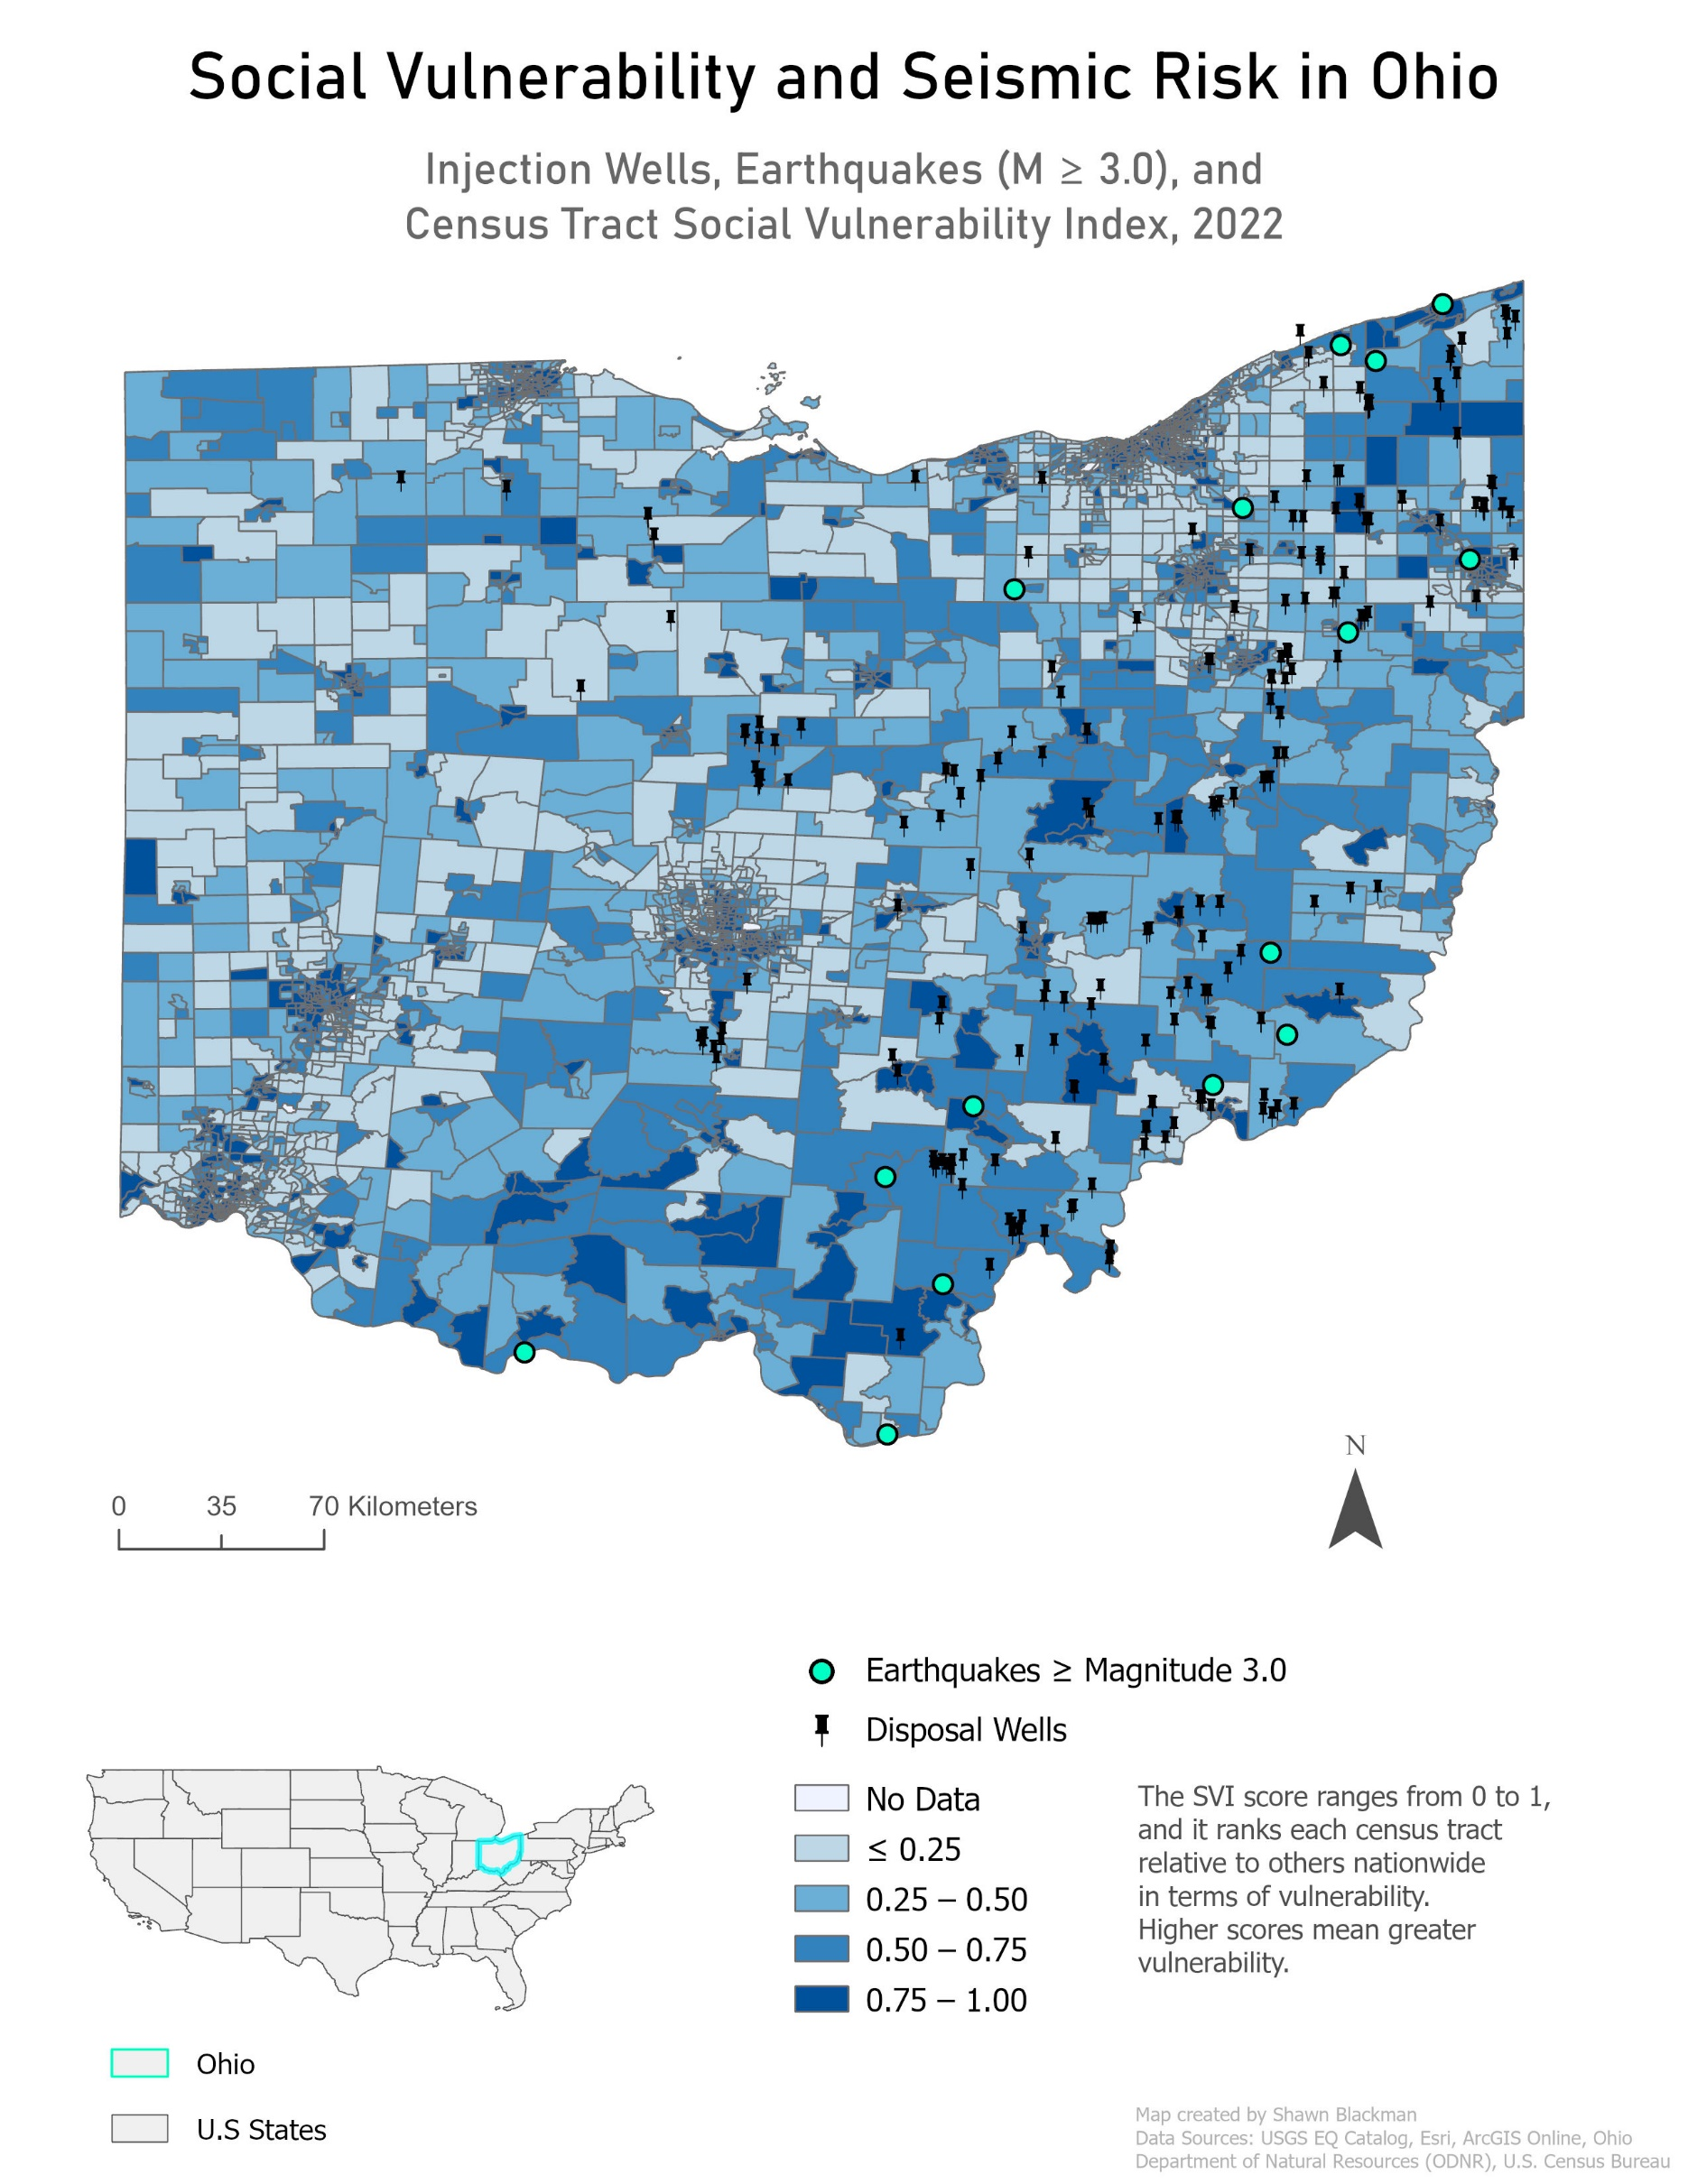 Social Vulnerability and Seismic Risk in Ohio
Injection Wells, Earthquakes (M ≥ 3.0), and
Census Tract Social Vulnerability Index, 2022
N
0 35 70 Kilometers
Earthquakes ≥ Magnitude 3.0
Disposal Wells
No Data
≤ 0.25
0.25 – 0.50
0.50 – 0.75
0.75 – 1.00
The SVI score ranges from 0 to 1,
and it ranks each census tract
relative to others nationwide
in terms of vulnerability.
Higher scores mean greater
vulnerability.
Ohio
U.S States
Map created by Shawn Blackman
Data Sources: USGS EQ Catalog, Esri, ArcGIS Online, Ohio
Department of Natural Resources (ODNR), U.S. Census Bureau